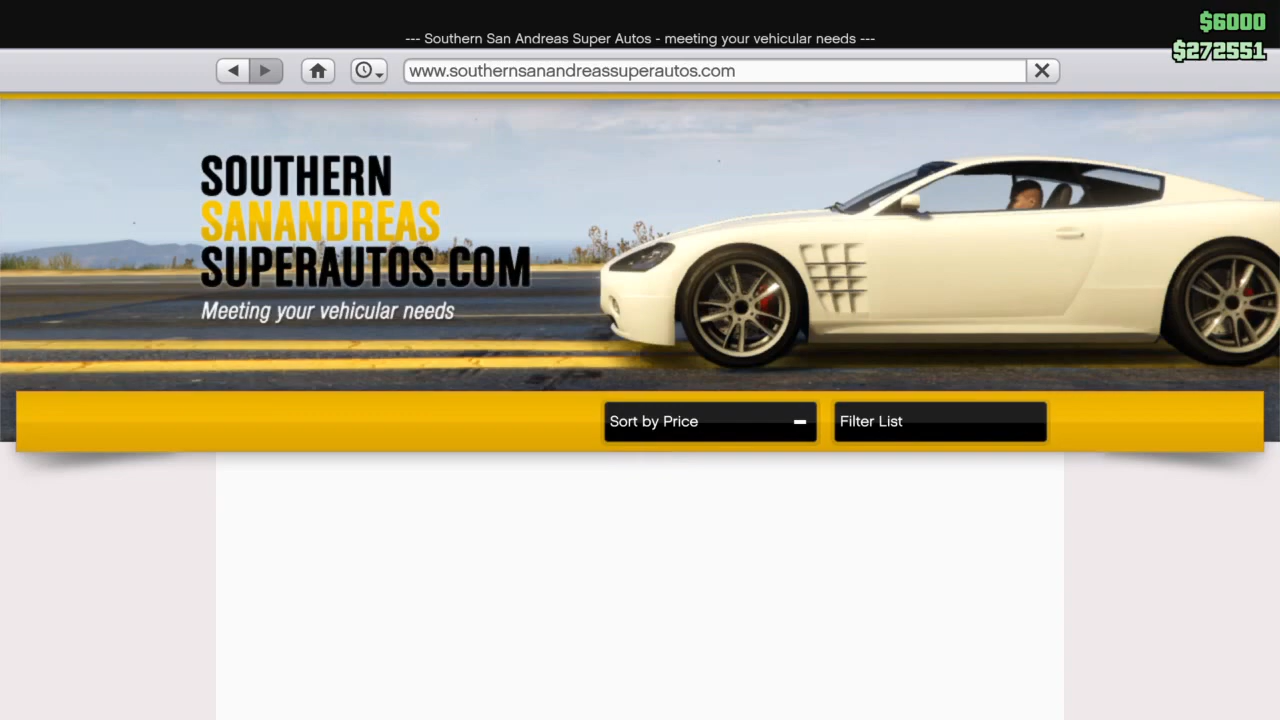 $6000
--- Southern San Andreas Super Autos - meeting your vehicular needs ---
$272551
www.southernsanandreassuperautos.com
SOUTHERN
SANANDREAS
SUPERAUTOS.COM
Meeting your vehicular needs
Sort by Price
Filter List